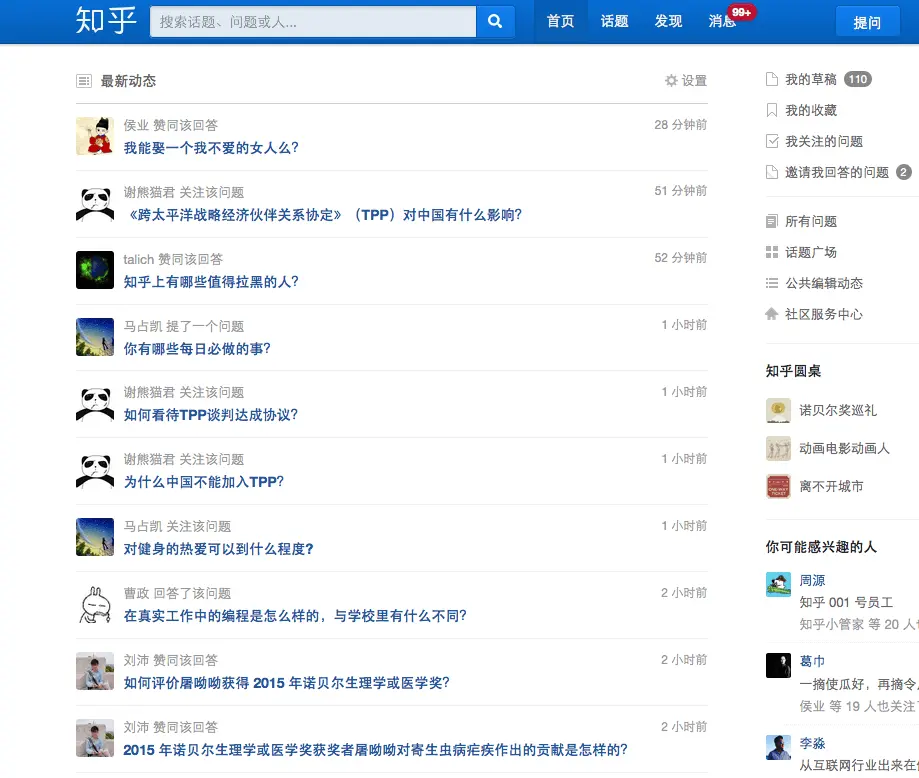 知乎 搜索话题、问题或人... 首页 话题 发现 消息 99+ 提问
最新动态 设置
侯业 赞同该回答 28 分钟前
我能娶一个我不爱的女人么?
谢熊猫君 关注该问题 51 分钟前
《跨太平洋战略经济伙伴关系协定》（TPP）对中国有什么影响?
talich 赞同该回答 52 分钟前
知乎上有哪些值得拉黑的人?
马占凯 提了一个问题 1 小时前
你有哪些每日必做的事?
谢熊猫君 关注该问题 1 小时前
如何看待TPP谈判达成协议?
谢熊猫君 关注该问题 1 小时前
为什么中国不能加入TPP?
马占凯 关注该问题 1 小时前
对健身的热爱可以到什么程度?
曹政 回答了该问题 2 小时前
在真实工作中的编程是怎么样的，与学校里有什么不同?
刘沛 赞同该回答 2 小时前
如何评价屠呦呦获得 2015 年诺贝尔生理学或医学奖?
刘沛 赞同该回答 2 小时前
2015 年诺贝尔生理学或医学奖获奖者屠呦呦对寄生虫病疟疾作出的贡献是怎样的?
我的草稿 110
我的收藏
我关注的问题
邀请我回答的问题 2
所有问题
话题广场
公共编辑动态
社区服务中心
知乎圆桌
诺贝尔奖巡礼
动画电影动画人
ONE-WAY
TICKET
离不开城市
你可能感兴趣的人
周源
知乎 001 号员工
知乎小管家 等 20 人
葛巾
一摘使瓜好，再摘令
侯业 等 19 人也关注
李淼
从互联网行业出来在